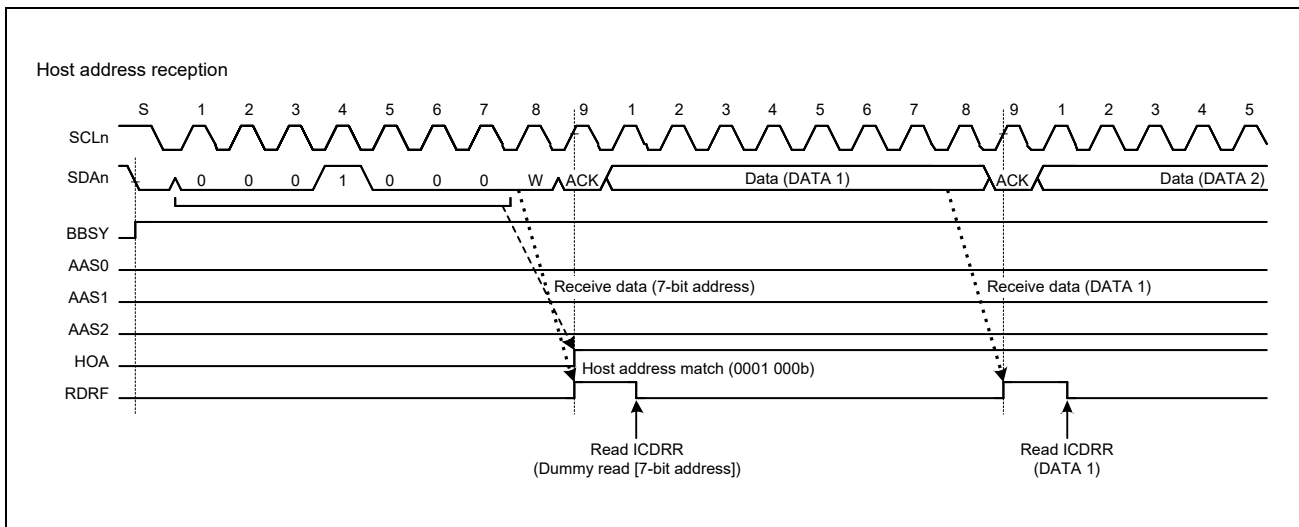 Host address reception
S 1 2 3 4 5 6 7 8 9 1 2 3 4 5 6 7 8 9 1 2 3 4 5
SCLn
SDAn 0 0 0 1 0 0 0 W ACK Data (DATA 1) ACK Data (DATA 2)
BBSY
AAS0
Receive data (7-bit address) Receive data (DATA 1)
AAS1
AAS2
HOA
Host address match (0001 000b)
RDRF
Read ICDRR Read ICDRR
(Dummy read [7-bit address]) (DATA 1)